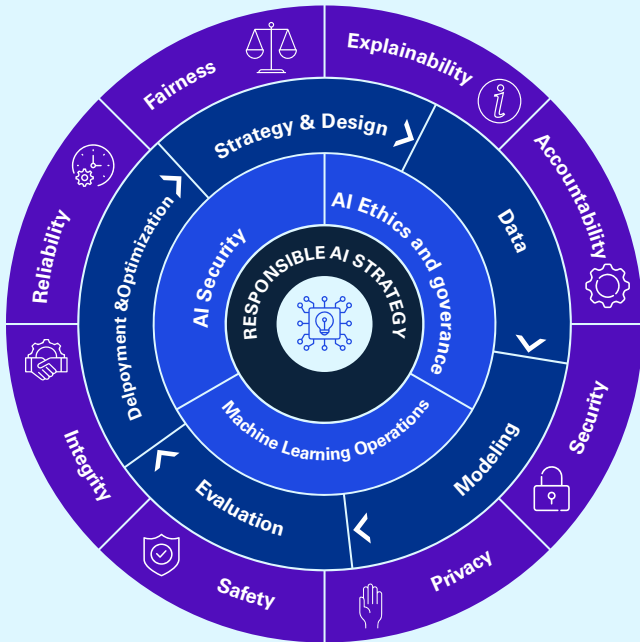 Fairness
Explainability
Accountability
Security
Privacy
Safety
Integrity
Reliability
Strategy & Design
Data
Modeling
Evaluation
Delpoyment &Optimization
AI Security
AI Ethics and goverance
Machine Learning Operations
RESPONSIBLE AI STRATEGY
i